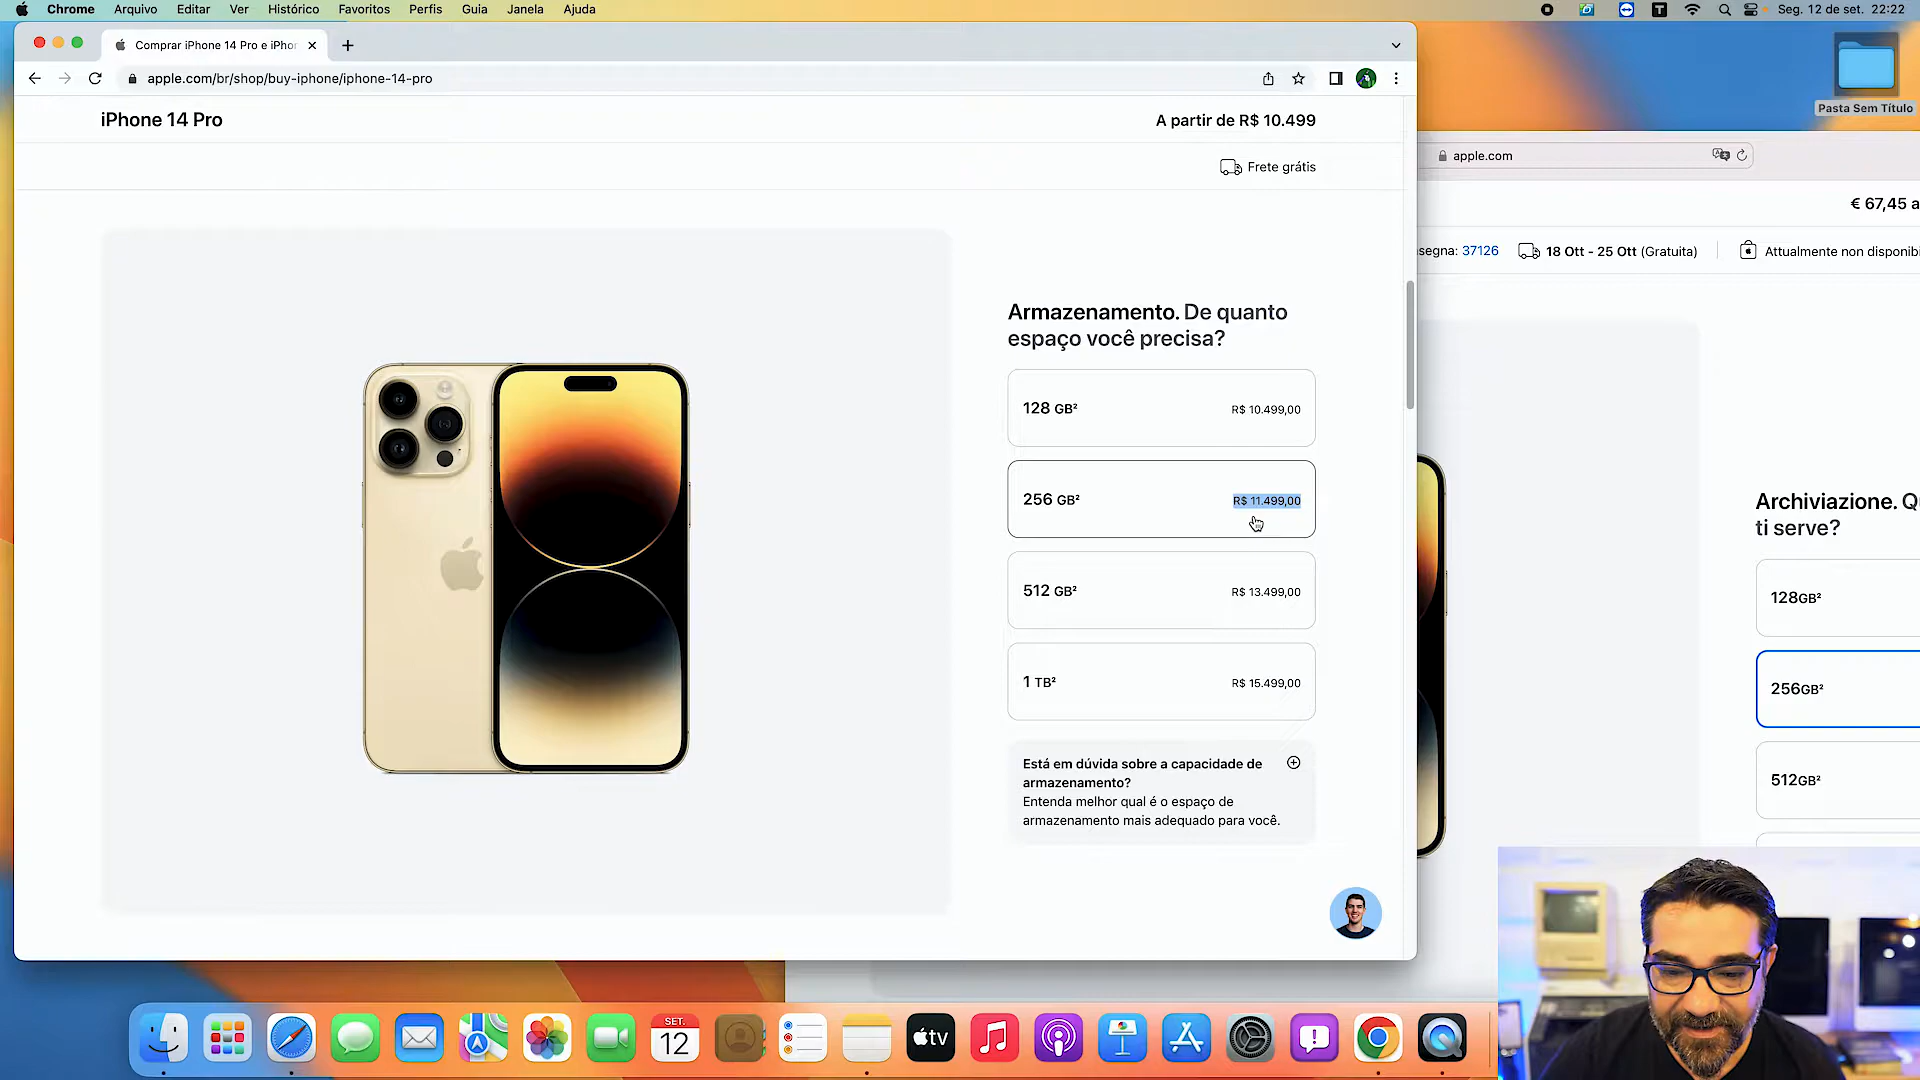 Chrome Arquivo Editar Ver Histórico Favoritos Perfis Guia Janela Ajuda
Seg. 12 de set. 22:22
Comprar iPhone 14 Pro e iPhor
apple.com/br/shop/buy-iphone/iphone-14-pro
Pasta Sem Título
iPhone 14 Pro
A partir de R$ 10.499
Frete grátis
Armazenamento. De quanto
espaço você precisa?
128 GB²
R$ 10.499,00
256 GB²
R$ 11.499,00
512 GB²
R$ 13.499,00
1 TB²
R$ 15.499,00
Está em dúvida sobre a capacidade de
armazenamento?
Entenda melhor qual é o espaço de
armazenamento mais adequado para você.
apple.com
€ 67,45 a
segna: 37126
18 Ott - 25 Ott (Gratuita)
Attualmente non disponibi
Archiviazione. Q
ti serve?
128GB²
256GB²
512GB²
SET.
12
tv